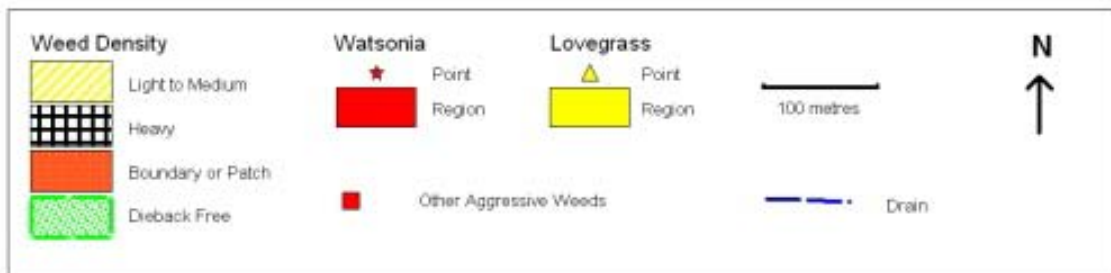 Weed Density
Light to Medium
Heavy
Boundary or Patch
Dieback Free
Watsonia
Point
Region
Lovegrass
Point
Region
Other Aggressive Weeds
100 metres
Drain
N